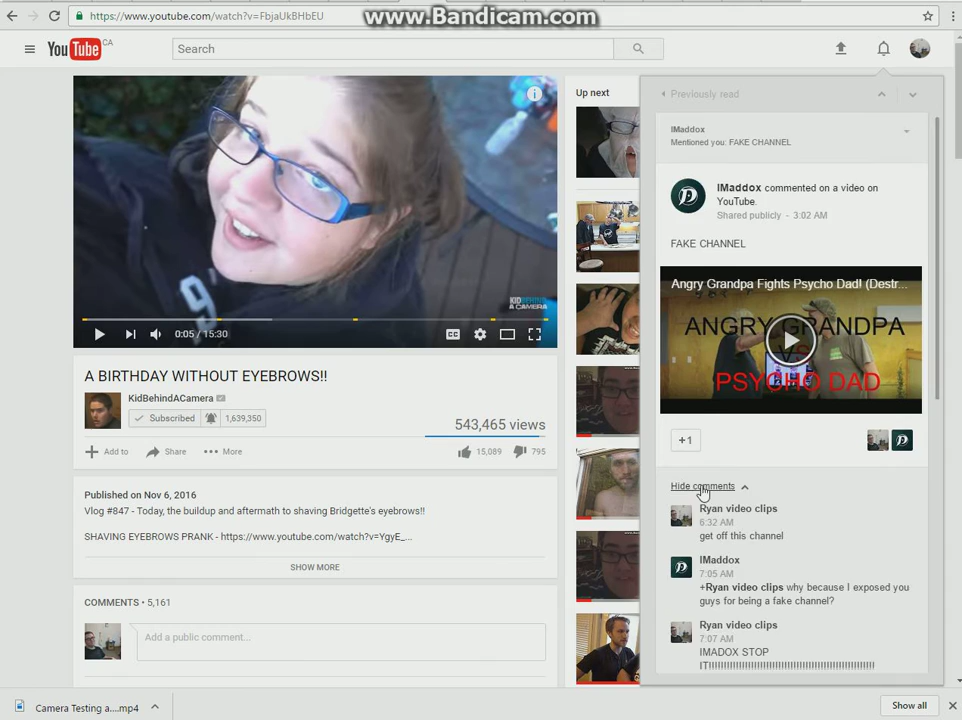 https://www.youtube.com/watch?v=FbjaUkBHbEU
www.Bandicam.com
YouTube CA
Search
Up next
KIDBEHIND
A CAMERA
0:05 / 15:30
CC
A BIRTHDAY WITHOUT EYEBROWS!!
KidBehindACamera
Subscribed 1,639,350
543,465 views
Add to Share More
15,089 795
Published on Nov 6, 2016
Vlog #847 - Today, the buildup and aftermath to shaving Bridgette's eyebrows!!
SHAVING EYEBROWS PRANK - https://www.youtube.com/watch?v=YgyE_...
SHOW MORE
COMMENTS • 5,161
Add a public comment...
Previously read
IMaddox
Mentioned you: FAKE CHANNEL
IMaddox commented on a video on
YouTube.
Shared publicly - 3:02 AM
FAKE CHANNEL
Angry Grandpa Fights Psycho Dad! (Destr...
ANGRY GRANDPA
VS
PSYCHO DAD
+1
Hide comments
Ryan video clips
6:32 AM
get off this channel
IMaddox
7:05 AM
+Ryan video clips why because I exposed you
guys for being a fake channel?
Ryan video clips
7:07 AM
IMADOX STOP
Camera Testing a....mp4
Show all